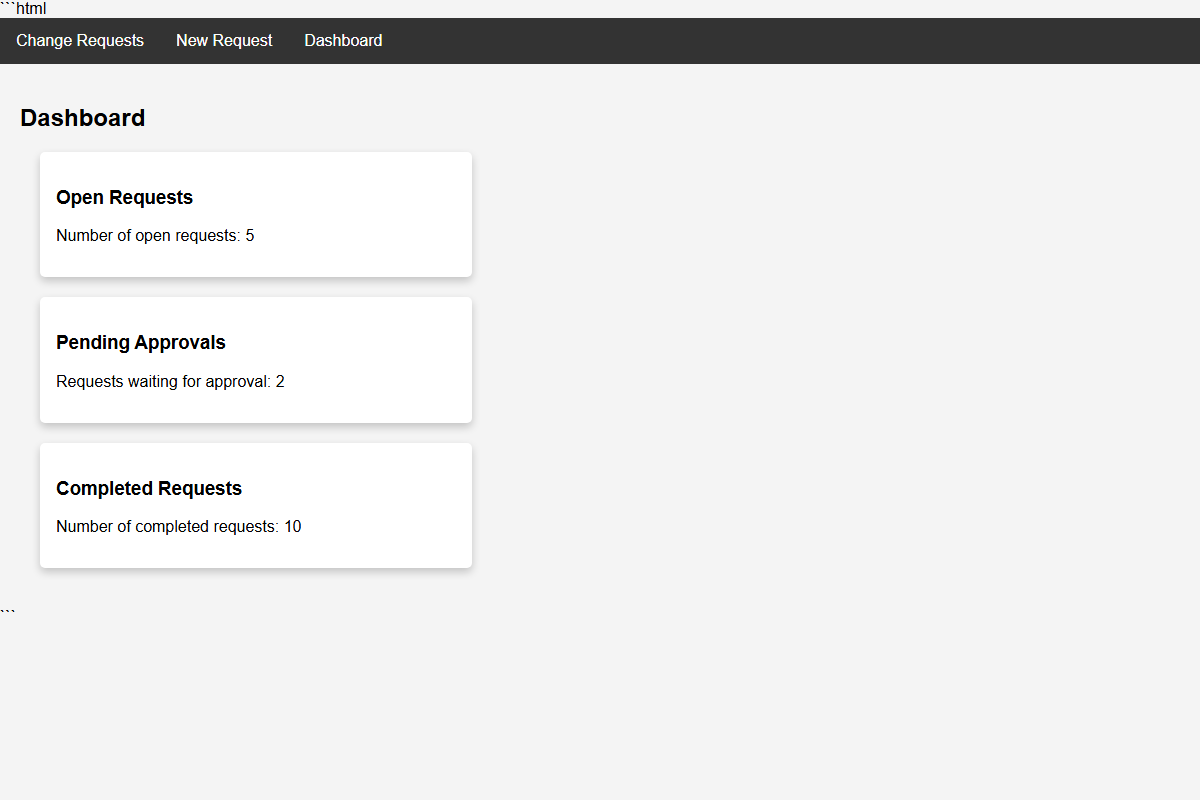 ```html
Change Requests New Request Dashboard
Dashboard
Open Requests
Number of open requests: 5
Pending Approvals
Requests waiting for approval: 2
Completed Requests
Number of completed requests: 10
```